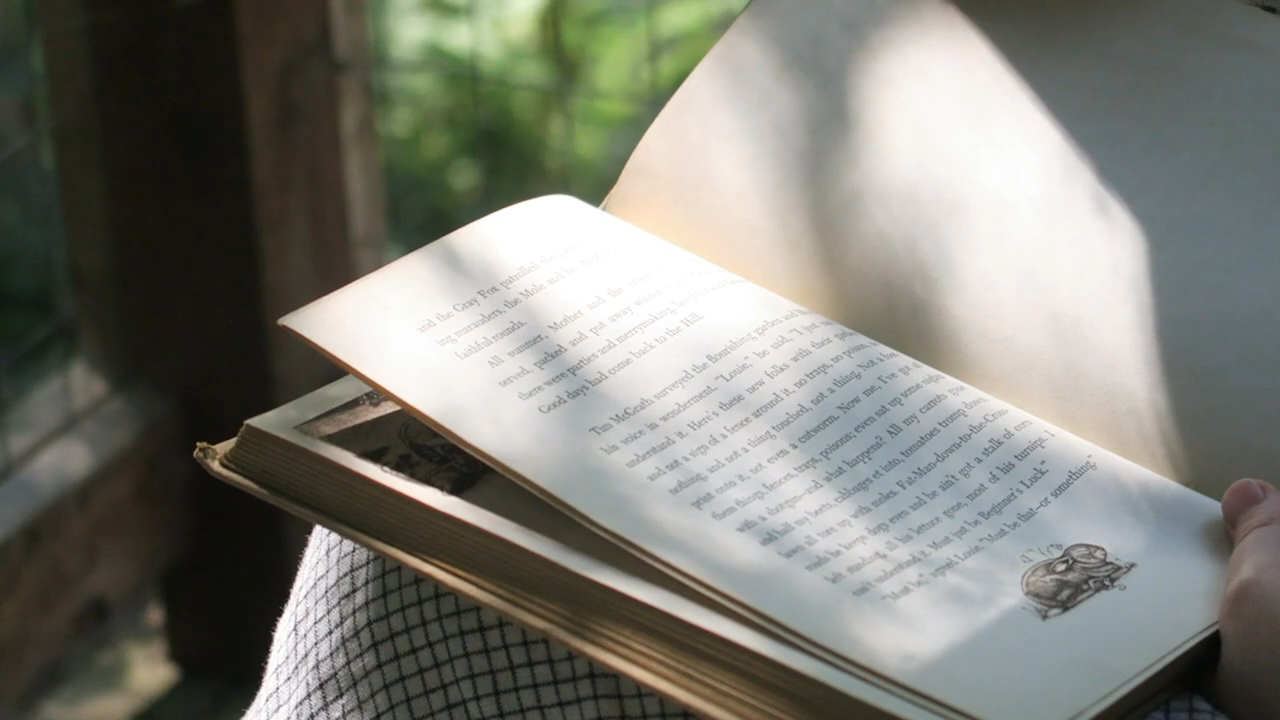 and the Gray Fox patrolled the
ing marauders, the Mole and his
faithful rounds.
All summer, Mother and the
served, packed and put away
there were parties and merrymaking, laughter and
Good days had come back to the Hill.
Tim McGrath surveyed the flourishing garden and
his voice in wonderment. "Louie," he said, "I just
understand it. Here's these new folks with their
and not a sign of a fence around it, no traps, no poison,
nothing; and not a thing touched, not a thing. Not a
print onto it, not even a cutworm. Now me, I've got
them things, fences, traps, poisons; even sat up some nights
with a shotgun—and what happens? All my carrots gone
and half my beets, cabbages et into, tomatoes tromp down,
lawn all tore up with moles. Fat-Man-down-to-the-Cross-
roads he keeps dogs even and he ain't got a stalk of corn
left standing, all his lettuce gone, most of his turnips. I
can't understand it. Must just be Beginner's Luck."
"Must be," agreed Louie. "Must be that—or something."